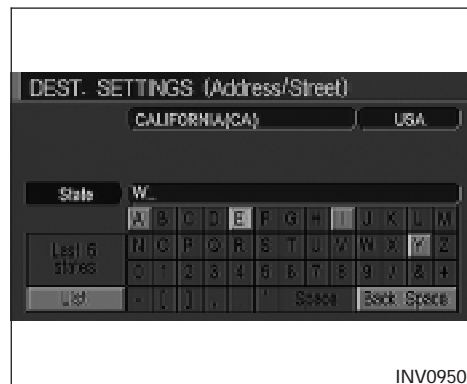 DEST. SETTINGS (Address/Street)
CALIFORNIA(CA) USA
State W_
A B C D E F G H I J K L M
Last 5 states N O P Q R S T U V W X Y Z
0 1 2 3 4 5 6 7 8 9 / & +
List - ( ) , . ' Space Back Space
INV0950